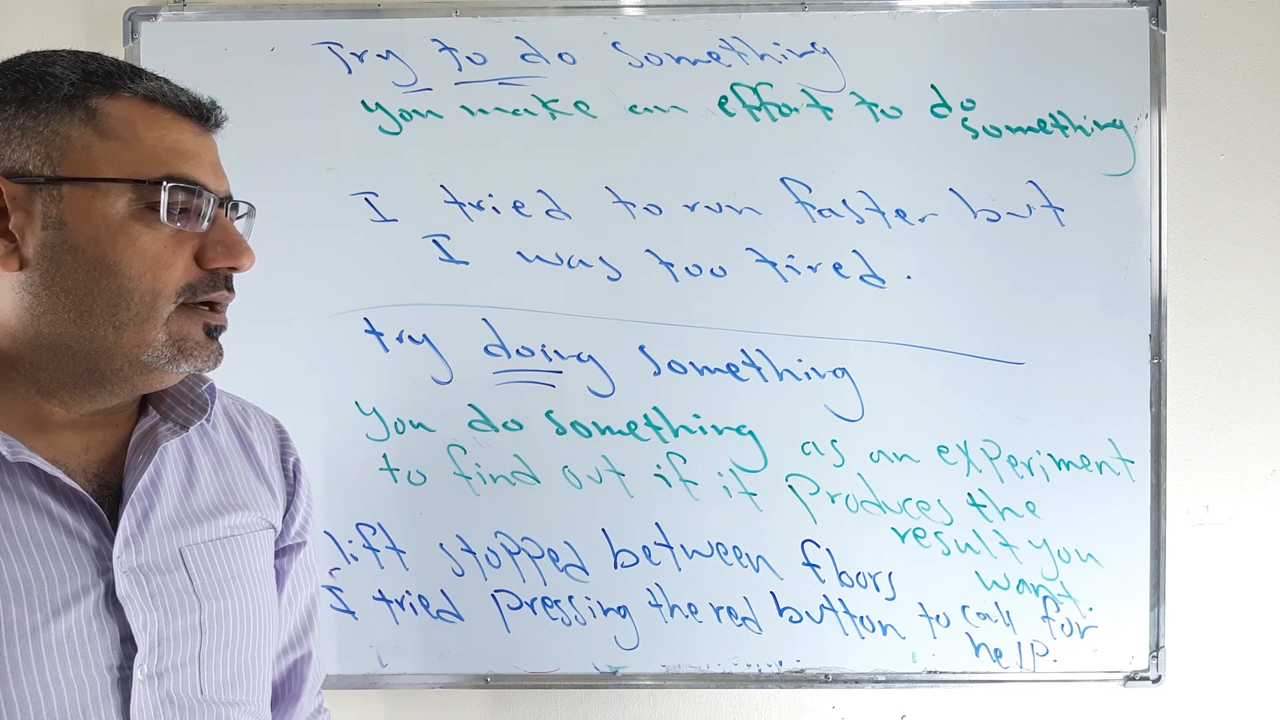 Try to do something
you make an effort to do something
I tried to run faster but
I was too tired.
try doing something
You do something as an experiment
to find out if it produces the
result you
want.
lift stopped between floors
I tried pressing the red button to call for
help.